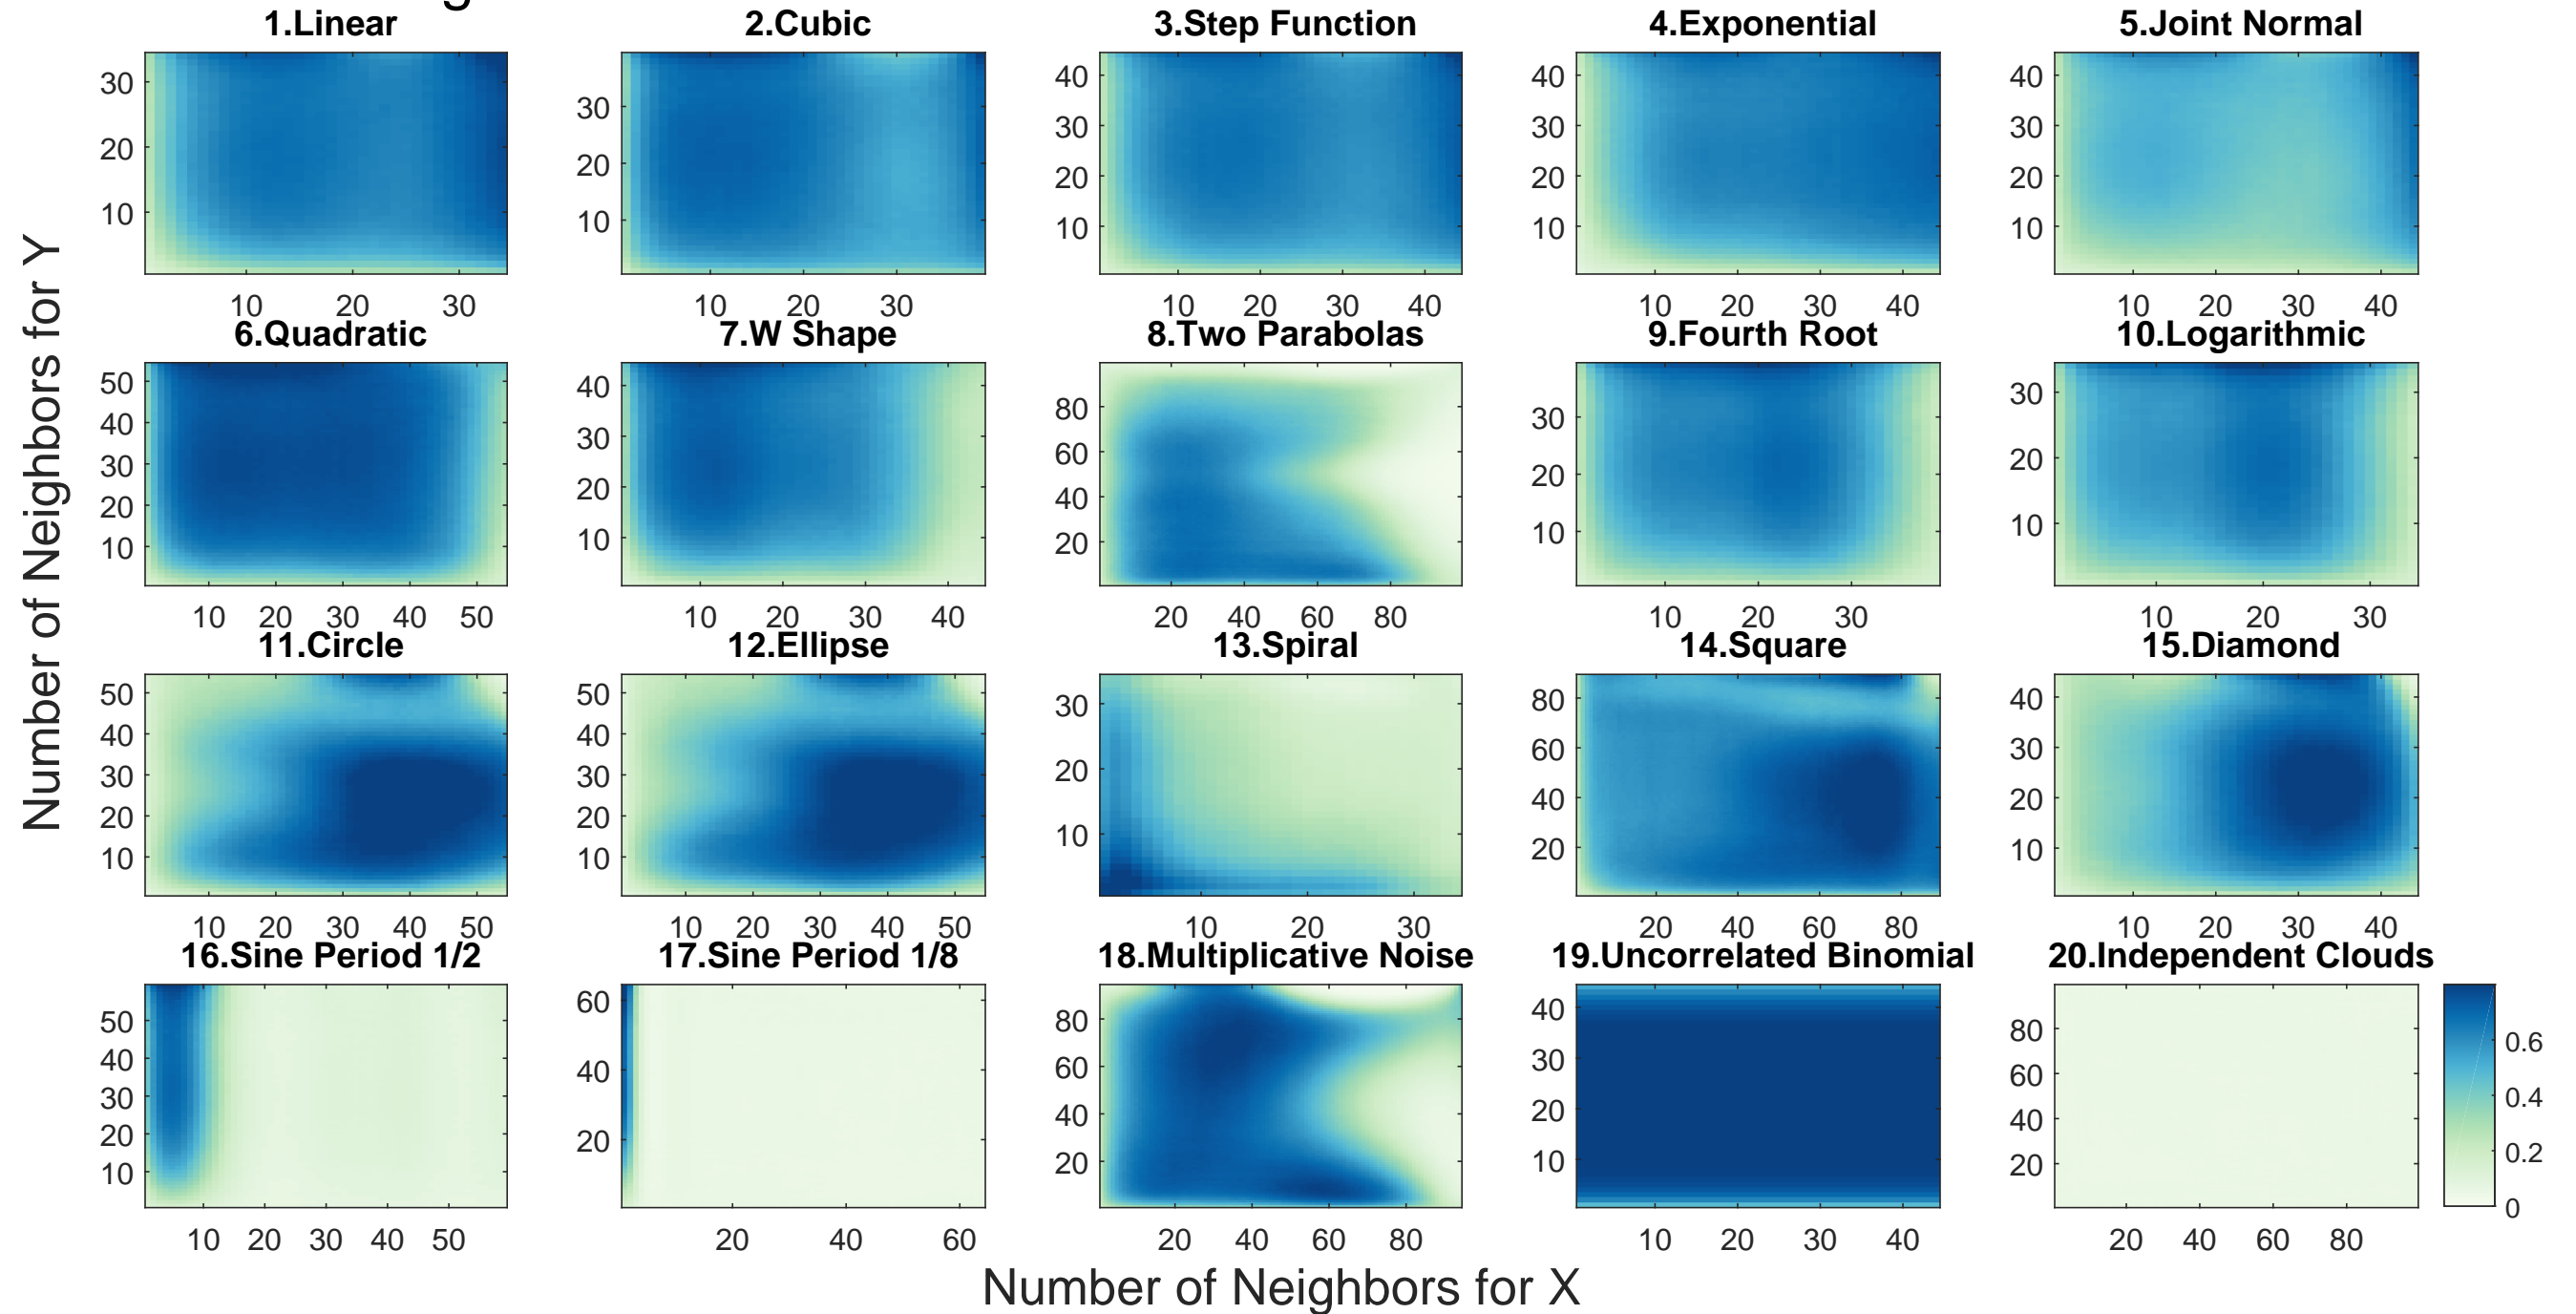 1.Linear 2.Cubic 3.Step Function 4.Exponential 5.Joint Normal
30 20 10
30 20 10
40 30 20 10
40 30 20 10
40 30 20 10
10 20 30
10 20 30
10 20 30 40
10 20 30 40
10 20 30 40
6.Quadratic 7.W Shape 8.Two Parabolas 9.Fourth Root 10.Logarithmic
50 40 30 20 10
40 30 20 10
80 60 40 20
30 20 10
30 20 10
10 20 30 40 50
10 20 30 40
20 40 60 80
10 20 30
10 20 30
11.Circle 12.Ellipse 13.Spiral 14.Square 15.Diamond
50 40 30 20 10
50 40 30 20 10
30 20 10
80 60 40 20
40 30 20 10
10 20 30 40 50
10 20 30 40 50
10 20 30
20 40 60 80
10 20 30 40
16.Sine Period 1/2 17.Sine Period 1/8 18.Multiplicative Noise 19.Uncorrelated Binomial 20.Independent Clouds
50 40 30 20 10
60 40 20
80 60 40 20
40 30 20 10
80 60 40 20
0.6 0.4 0.2 0
10 20 30 40 50
20 40 60
20 40 60 80
10 20 30 40
20 40 60 80
Number of Neighbors for Y
Number of Neighbors for X